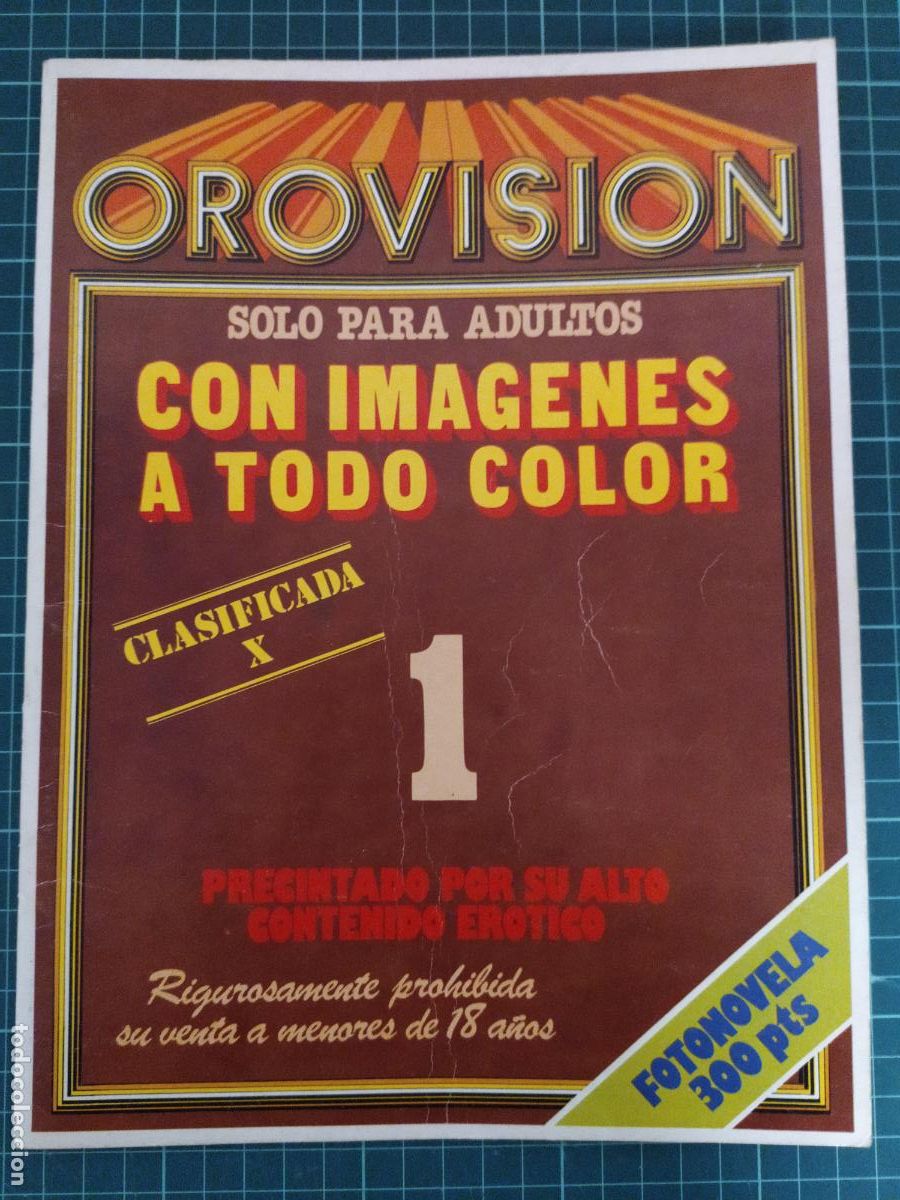 OROVISION
SOLO PARA ADULTOS
CON IMAGENES
A TODO COLOR
CLASIFICADA
X
1
PRECINTADO POR SU ALTO
CONTENIDO EROTICO
Rigurosamente prohibida
su venta a menores de 18 años
FOTONOVELA
300 pts
todocoleccion